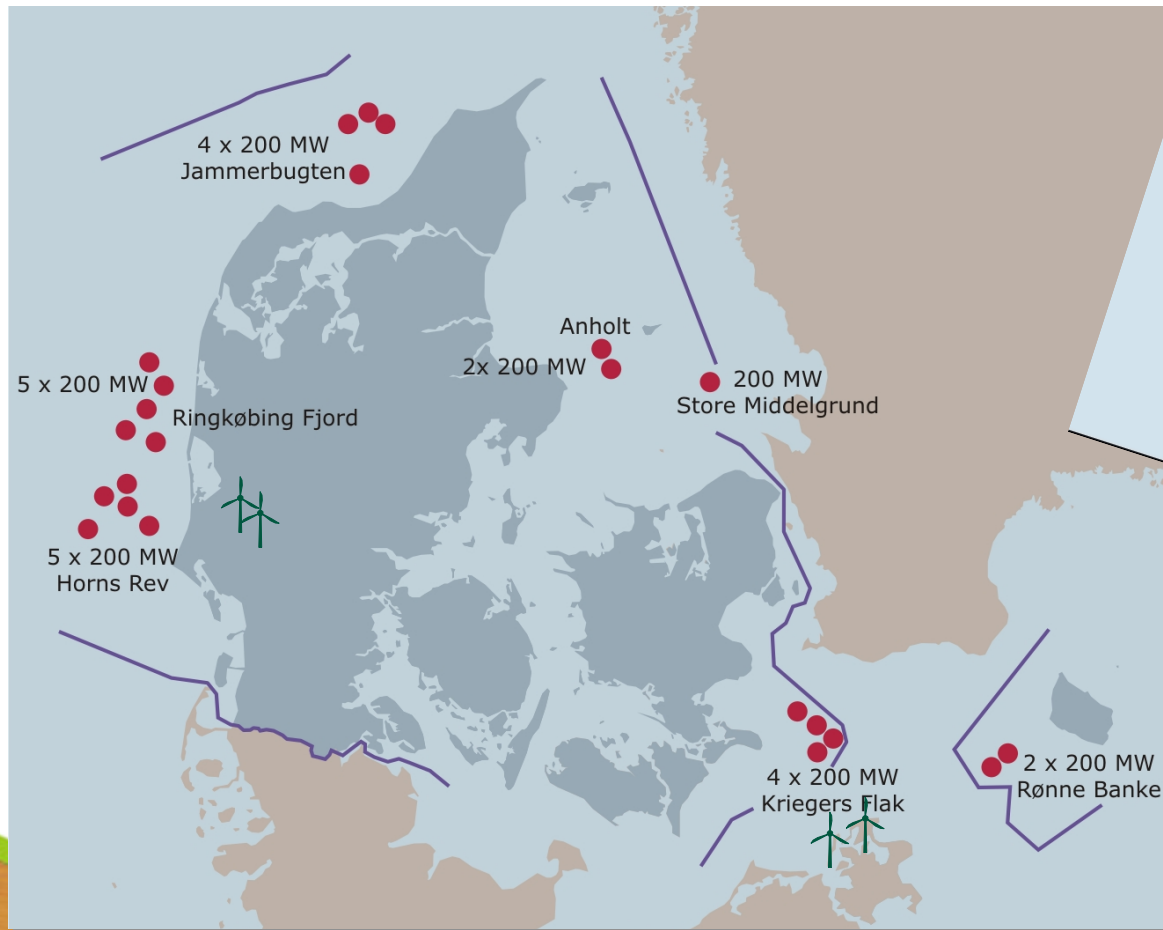 4 x 200 MW
Jammerbugten
Anholt
2x 200 MW
200 MW
Store Middelgrund
5 x 200 MW
Ringkøbing Fjord
5 x 200 MW
Horns Rev
4 x 200 MW
Kriegers Flak
2 x 200 MW
Rønne Banke